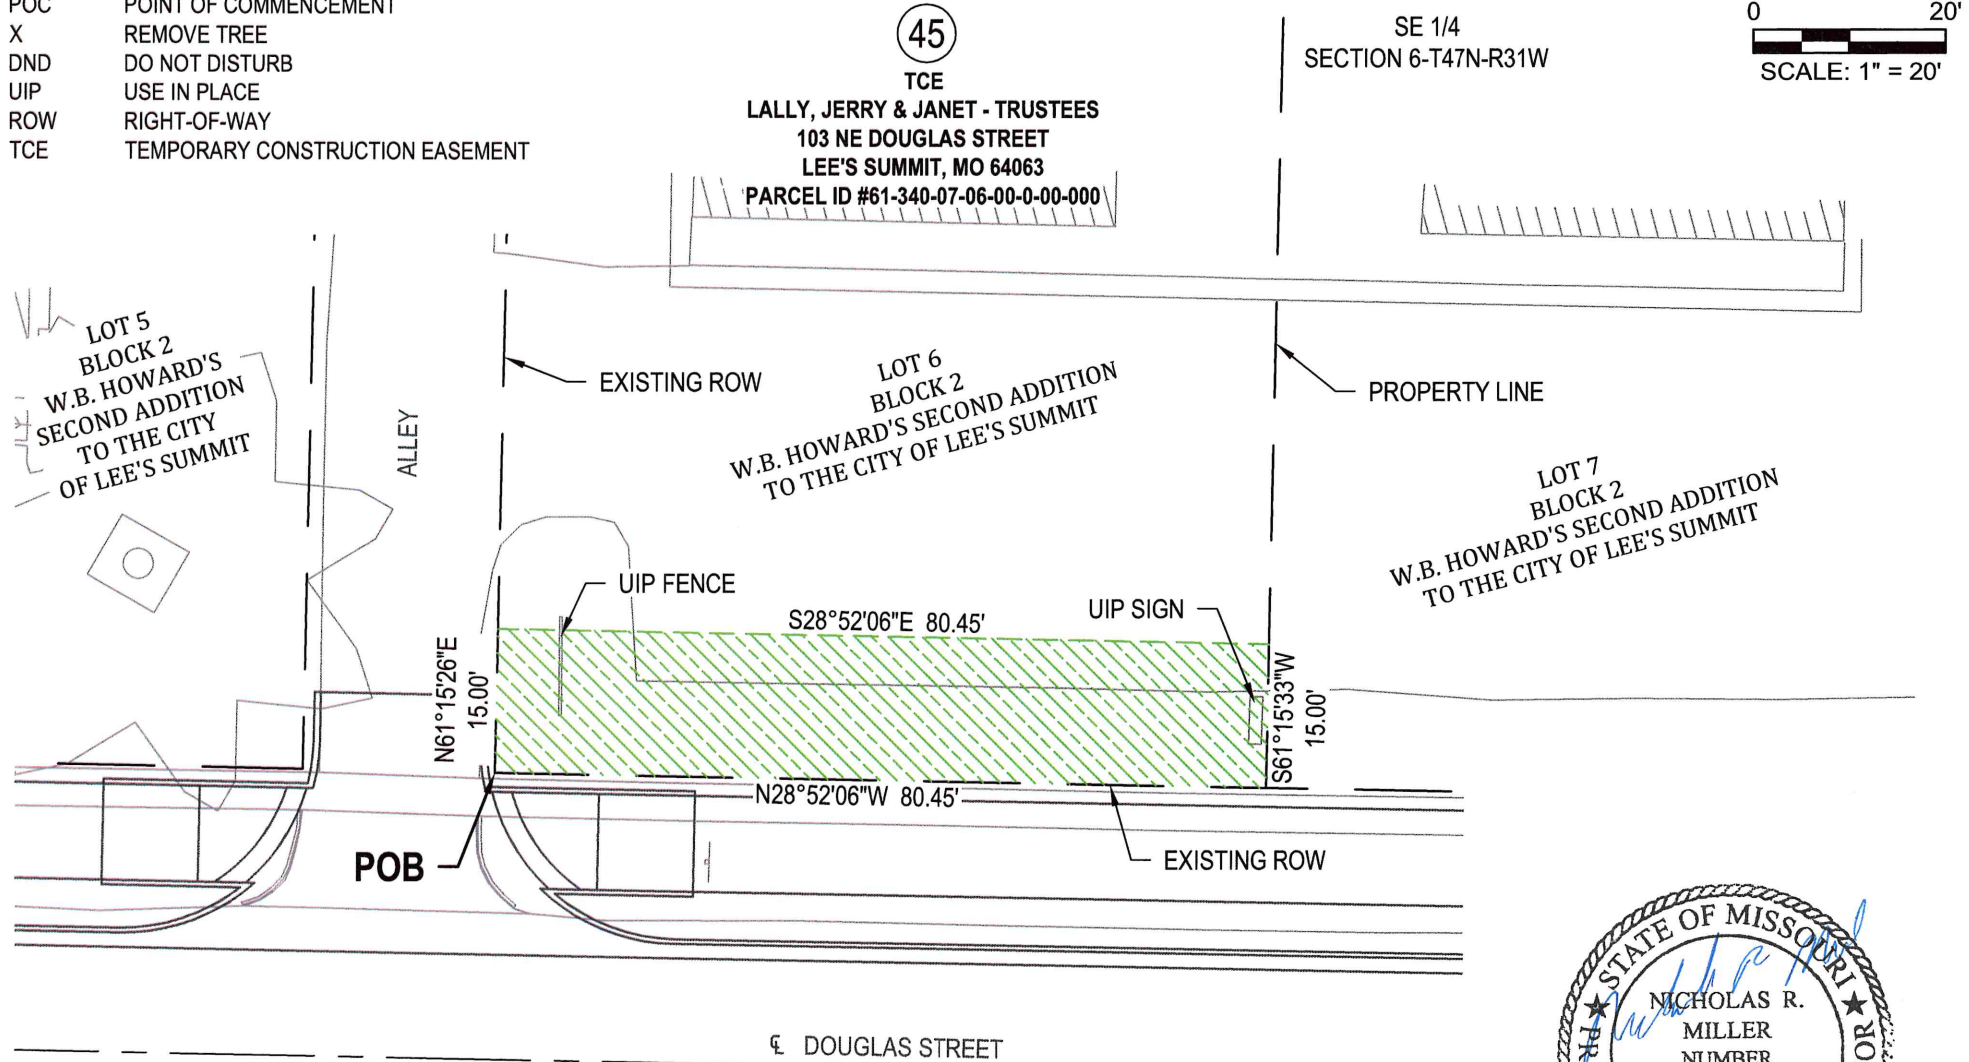 POC POINT OF COMMENCEMENT
X REMOVE TREE
DND DO NOT DISTURB
UIP USE IN PLACE
ROW RIGHT-OF-WAY
TCE TEMPORARY CONSTRUCTION EASEMENT
45
TCE
LALLY, JERRY & JANET - TRUSTEES
103 NE DOUGLAS STREET
LEE'S SUMMIT, MO 64063
PARCEL ID #61-340-07-06-00-0-00-000
SE 1/4
SECTION 6-T47N-R31W
0 20'
SCALE: 1" = 20'
LOT 5
BLOCK 2
W.B. HOWARD'S
SECOND ADDITION
TO THE CITY
OF LEE'S SUMMIT
ALLEY
EXISTING ROW
LOT 6
BLOCK 2
W.B. HOWARD'S SECOND ADDITION
TO THE CITY OF LEE'S SUMMIT
PROPERTY LINE
LOT 7
BLOCK 2
W.B. HOWARD'S SECOND ADDITION
TO THE CITY OF LEE'S SUMMIT
UIP FENCE
S28°52'06"E 80.45'
UIP SIGN
N61°15'26"E
15.00'
S61°15'33"W
15.00'
N28°52'06"W 80.45'
POB
EXISTING ROW
℄ DOUGLAS STREET
★ STATE OF MISSOURI ★
NICHOLAS R.
MILLER
NUMBER